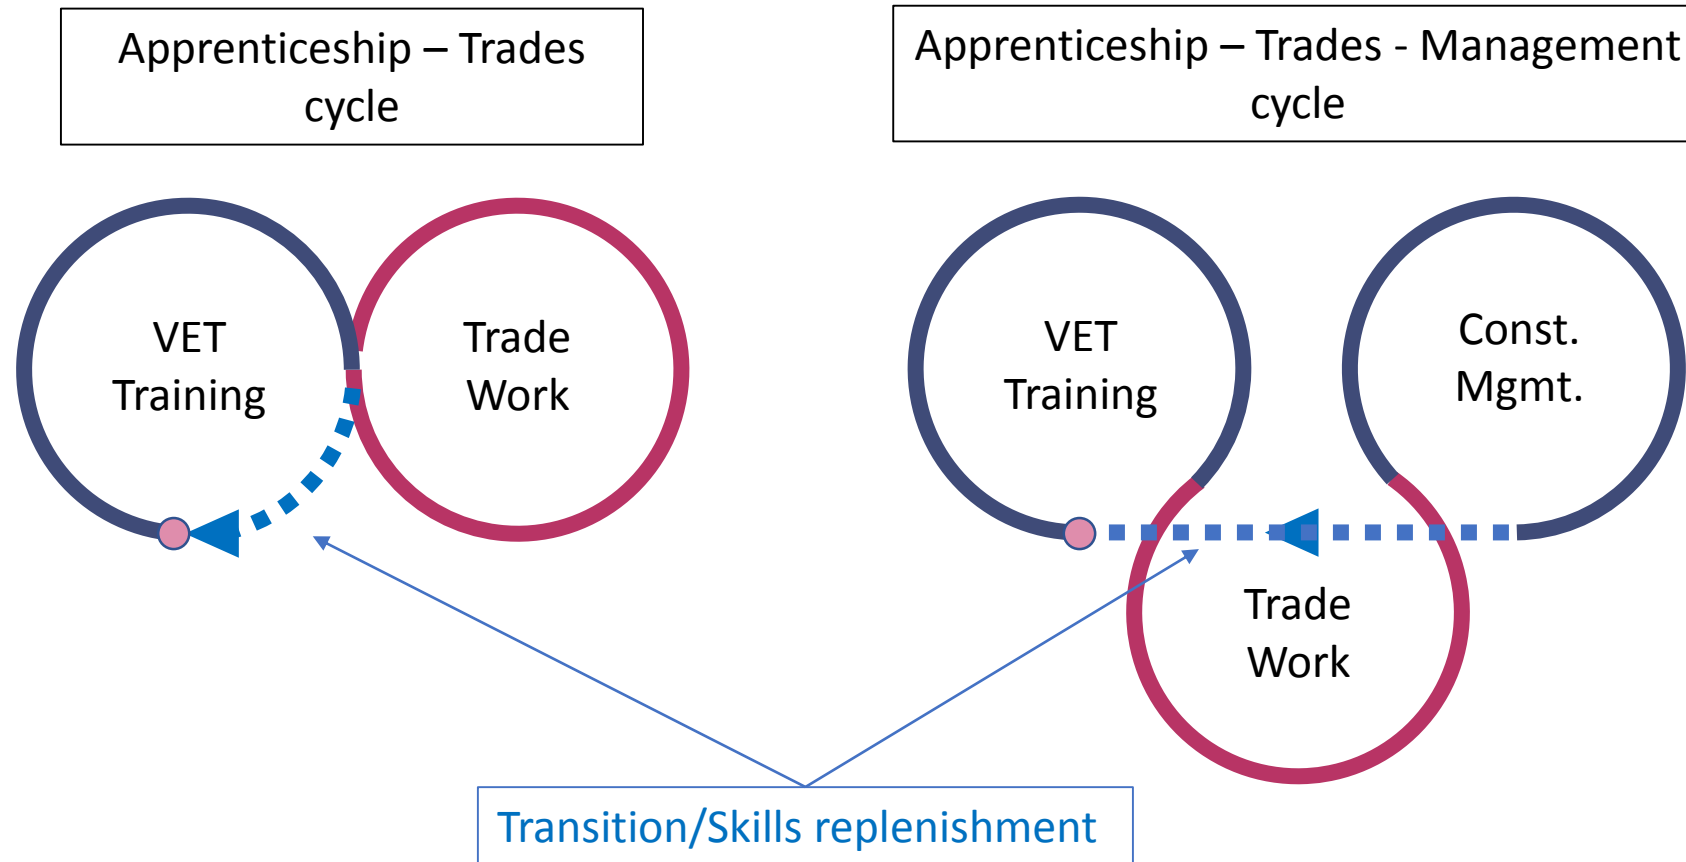 Apprenticeship – Trades
cycle
Apprenticeship – Trades - Management
cycle
VET
Training
Trade
Work
VET
Training
Const.
Mgmt.
Trade
Work
Transition/Skills replenishment